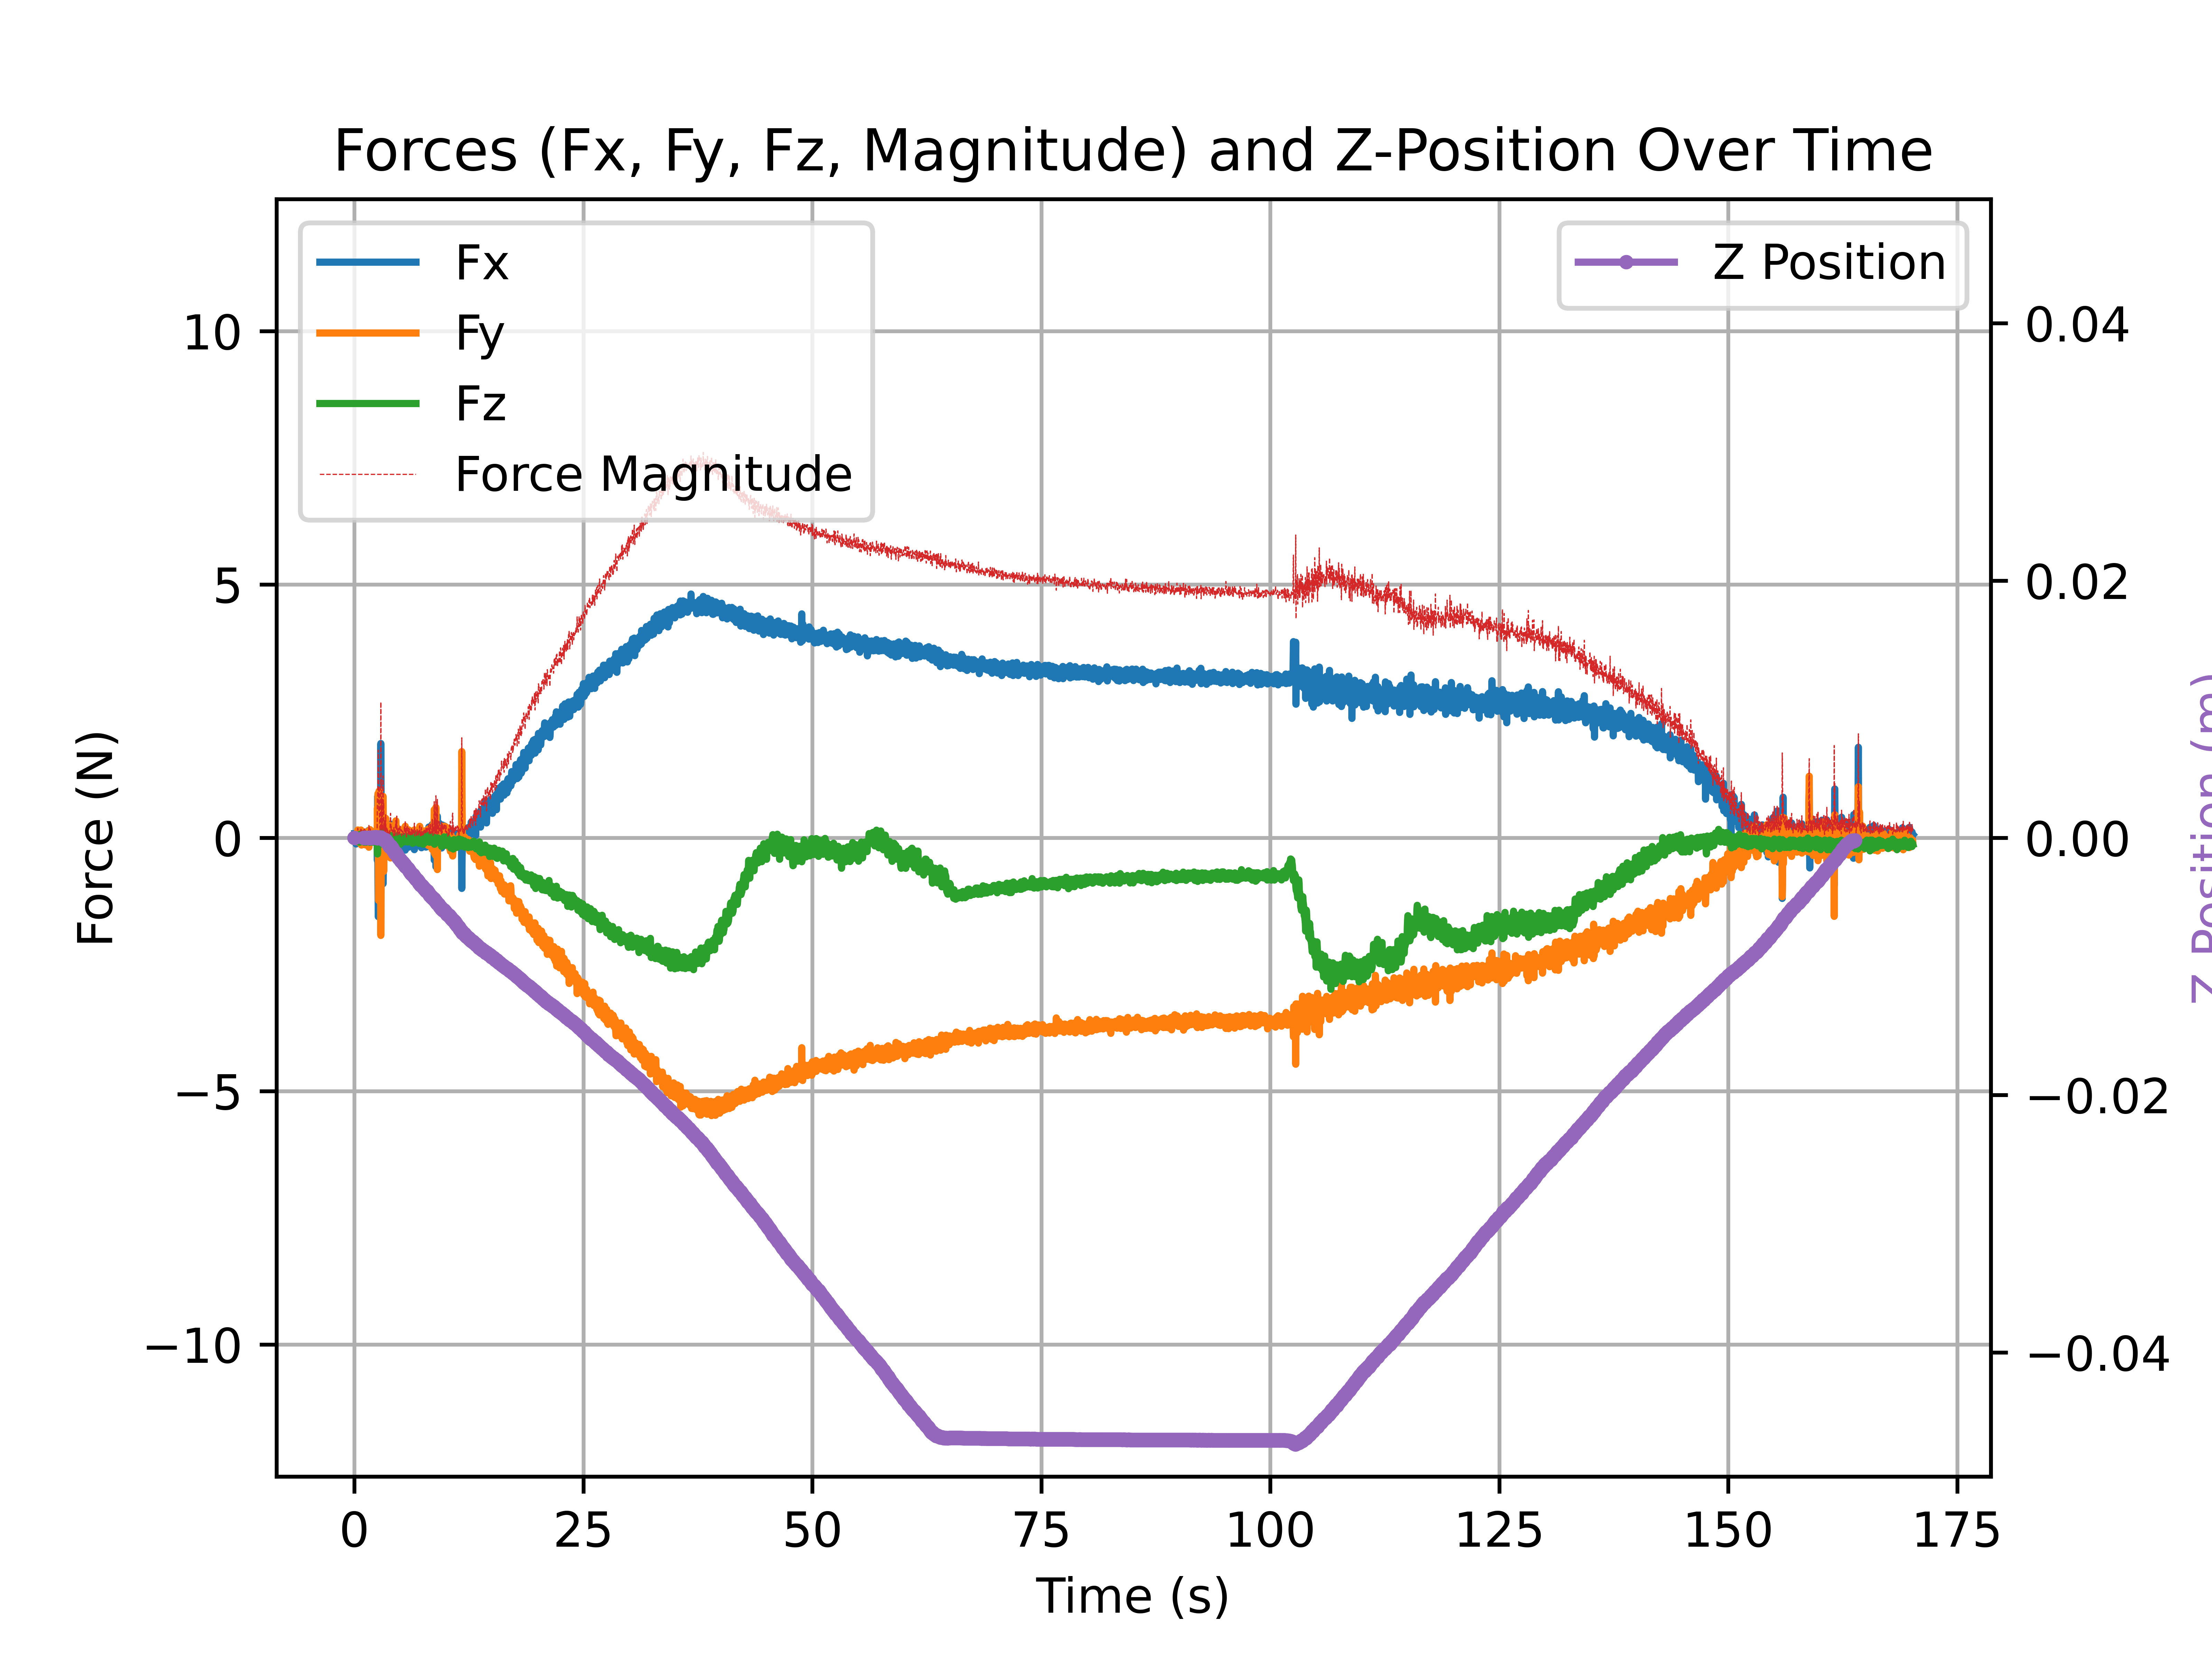 Forces (Fx, Fy, Fz, Magnitude) and Z-Position Over Time
Fx
Fy
Fz
Force Magnitude
Z Position
10
5
0
−5
−10
Force (N)
0.04
0.02
0.00
−0.02
−0.04
Z Position (m)
0
25
50
75
100
125
150
175
Time (s)